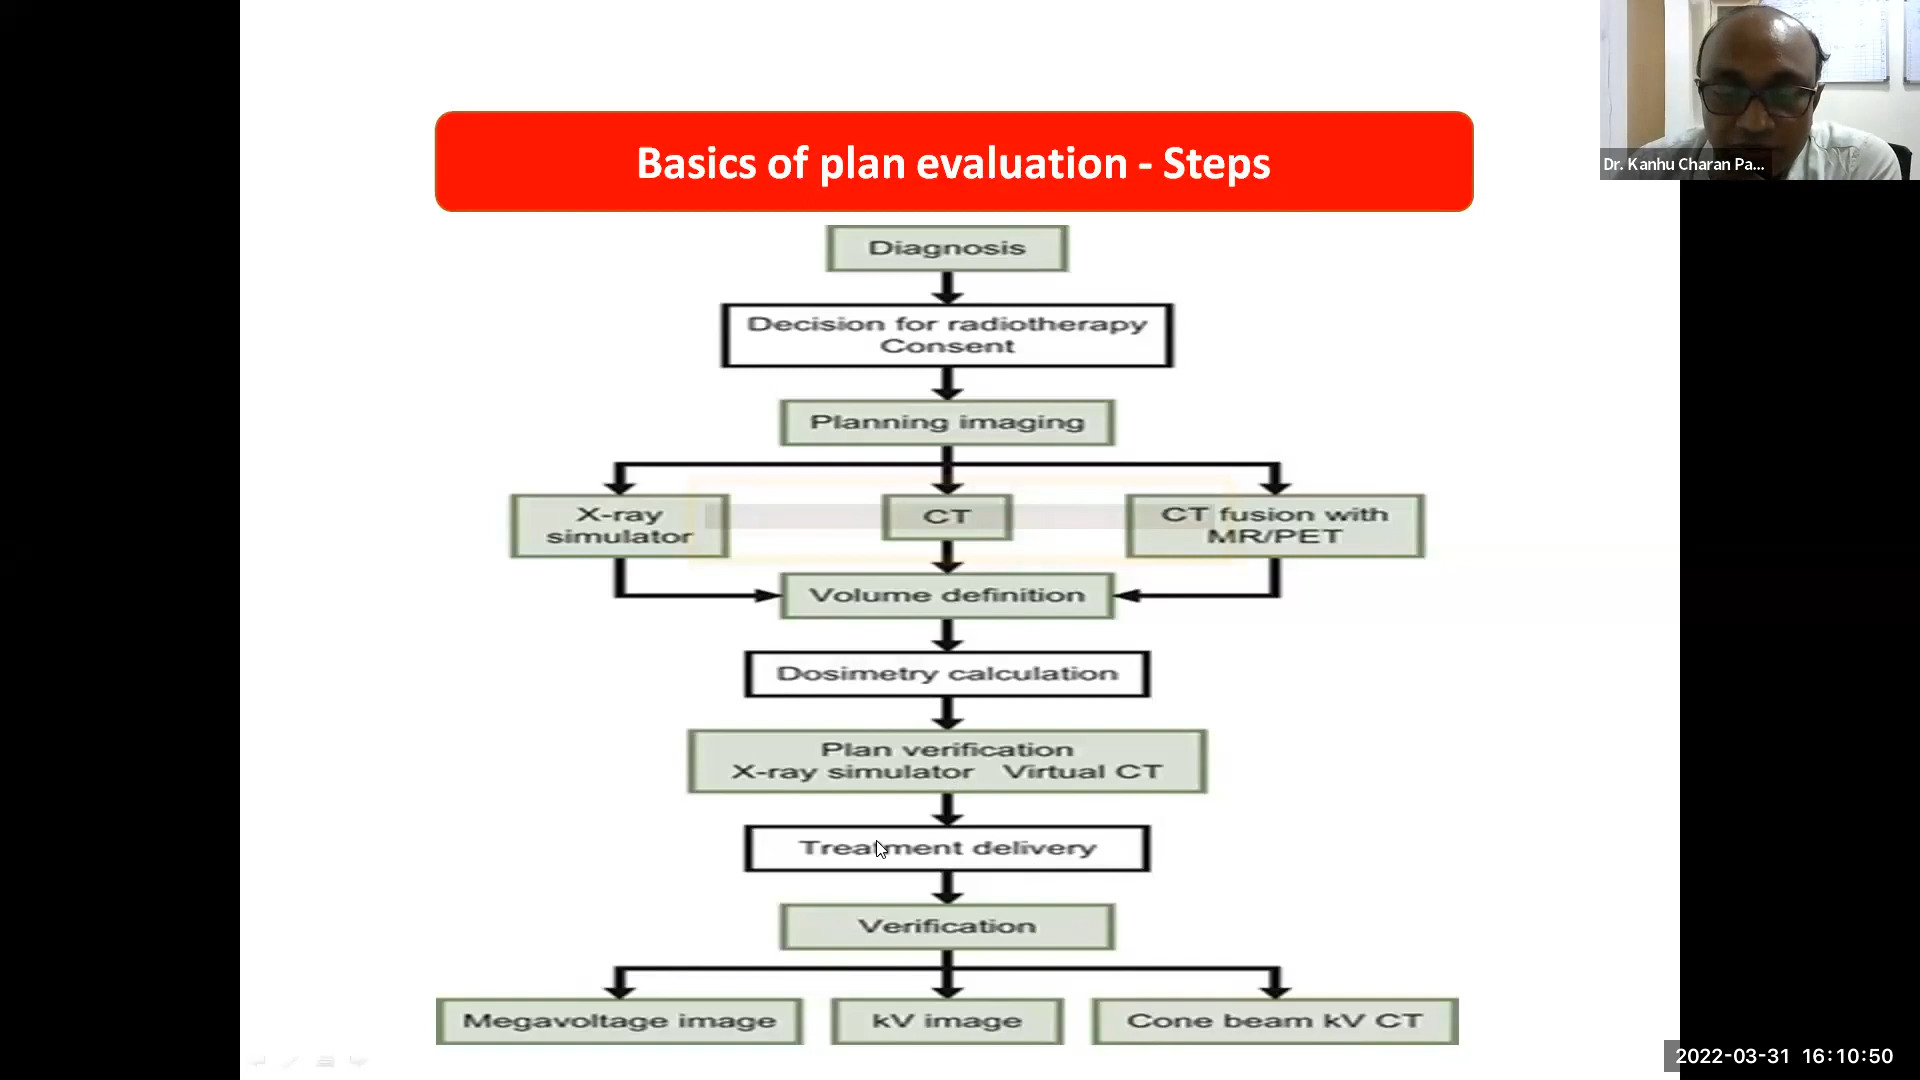 Basics of plan evaluation - Steps
Dr. Kanhu Charan Pa...
Diagnosis
Decision for radiotherapy
Consent
Planning imaging
X-ray
simulator
CT
CT fusion with
MR/PET
Volume definition
Dosimetry calculation
Plan verification
X-ray simulator Virtual CT
Treatment delivery
Verification
Megavoltage image
kV image
Cone beam kV CT
2022-03-31 16:10:50